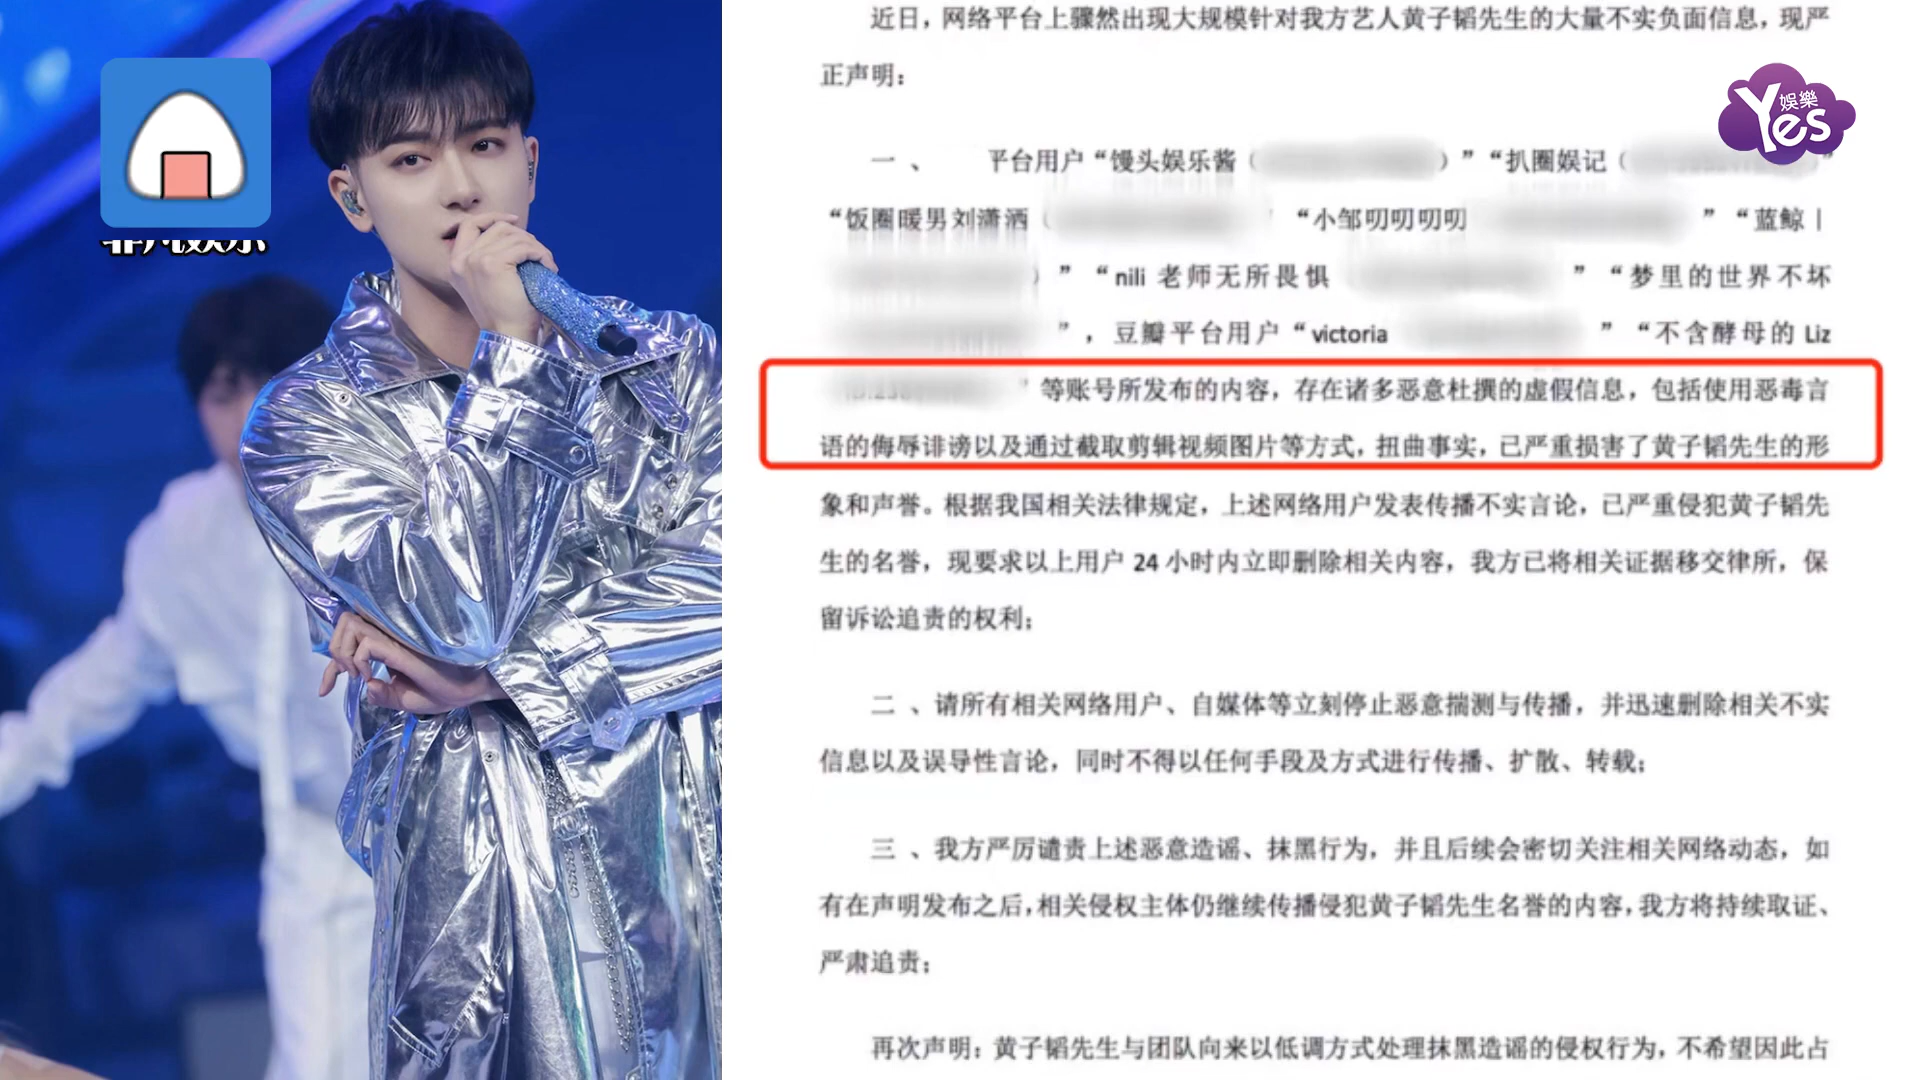 近日，网络平台上骤然出现大规模针对我方艺人黄子韬先生的大量不实负面信息，现严
正声明：
Yes 娛樂
一 、 平台用户“馒头娱乐酱（ ）”“扒圈娱记（ ”
“饭圈暖男刘潇洒（ “小邹叨叨叨叨 ”“蓝鲸｜
）”“nili 老师无所畏惧 ”“梦里的世界不坏
”，豆瓣平台用户“victoria ”“不含酵母的 Liz
”等账号所发布的内容，存在诸多恶意杜撰的虚假信息，包括使用恶毒言
语的侮辱诽谤以及通过截取剪辑视频图片等方式，扭曲事实，已严重损害了黄子韬先生的形
象和声誉。根据我国相关法律规定，上述网络用户发表传播不实言论，已严重侵犯黄子韬先
生的名誉，现要求以上用户 24 小时内立即删除相关内容，我方已将相关证据移交律所，保
留诉讼追责的权利；
二 、请所有相关网络用户、自媒体等立刻停止恶意揣测与传播，并迅速删除相关不实
信息以及误导性言论，同时不得以任何手段及方式进行传播、扩散、转载；
三 、我方严厉谴责上述恶意造谣、抹黑行为，并且后续会密切关注相关网络动态，如
有在声明发布之后，相关侵权主体仍继续传播侵犯黄子韬先生名誉的内容，我方将持续取证、
严肃追责；
再次声明：黄子韬先生与团队向来以低调方式处理抹黑造谣的侵权行为，不希望因此占